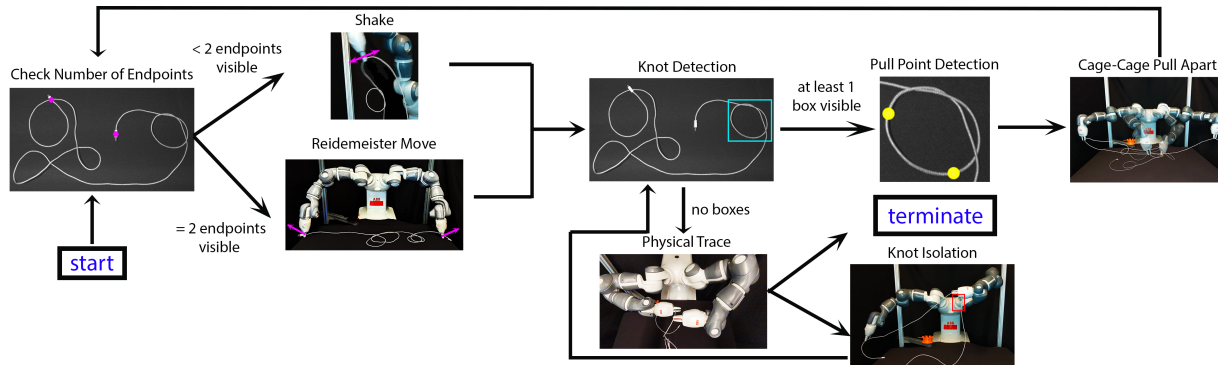 Shake
< 2 endpoints
visible
Check Number of Endpoints
Reidemeister Move
= 2 endpoints
visible
start
Knot Detection
at least 1
box visible
Pull Point Detection
Cage-Cage Pull Apart
no boxes
Physical Trace
terminate
Knot Isolation